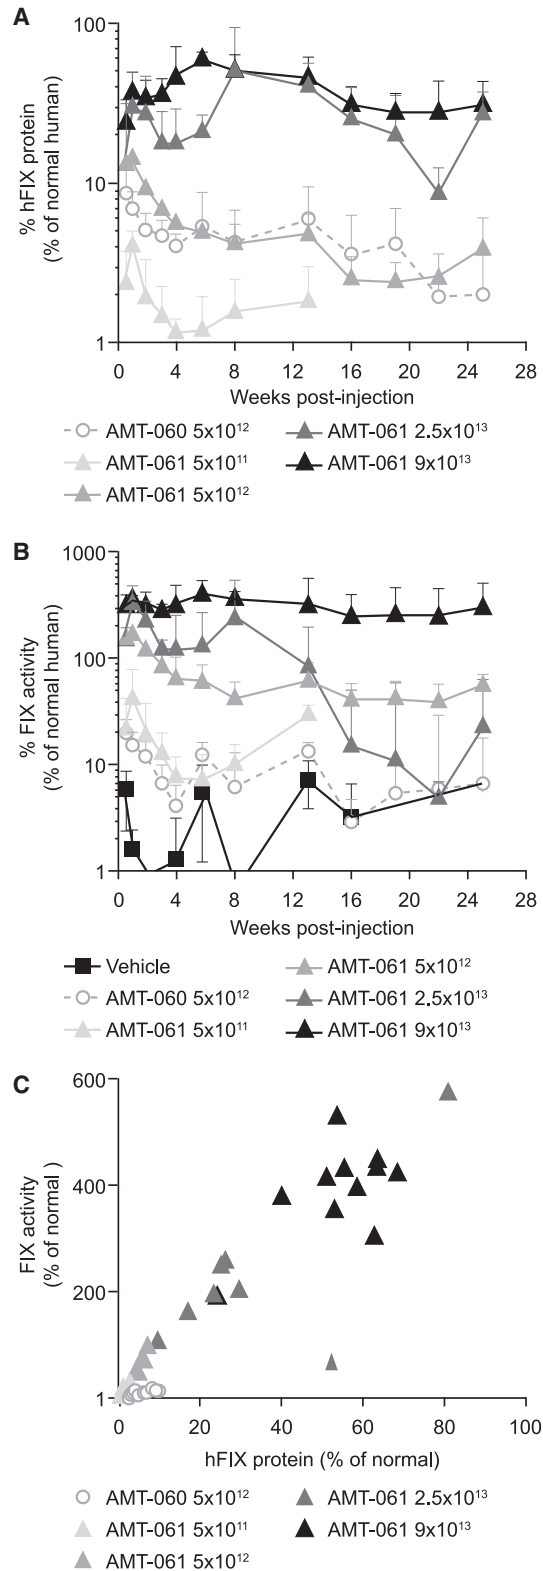 A
% hFIX protein
(% of normal human)
100
10
1
0 4 8 12 16 20 24 28
Weeks post-injection
AMT-060 5x10¹²
AMT-061 2.5x10¹³
AMT-061 5x10¹¹
AMT-061 9x10¹³
AMT-061 5x10¹²
B
% FIX activity
(% of normal human)
1000
100
10
1
0 4 8 12 16 20 24 28
Weeks post-injection
Vehicle
AMT-061 5x10¹²
AMT-060 5x10¹²
AMT-061 2.5x10¹³
AMT-061 5x10¹¹
AMT-061 9x10¹³
C
FIX activity
(% of normal )
600
400
200
1
0 20 40 60 80 100
hFIX protein (% of normal)
AMT-060 5x10¹²
AMT-061 2.5x10¹³
AMT-061 5x10¹¹
AMT-061 9x10¹³
AMT-061 5x10¹²